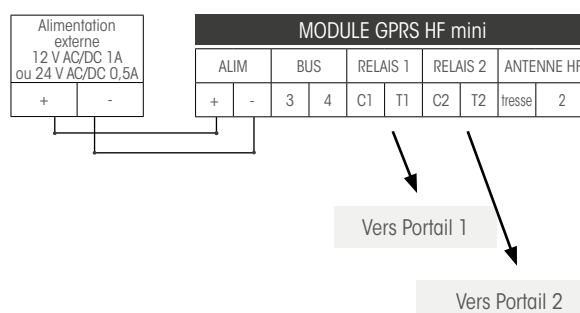 Alimentation
externe
12 V AC/DC 1A
ou 24 V AC/DC 0,5A
+ -
MODULE GPRS HF mini
ALIM BUS RELAIS 1 RELAIS 2 ANTENNE HF
+ - 3 4 C1 T1 C2 T2 tresse 2
Vers Portail 1
Vers Portail 2